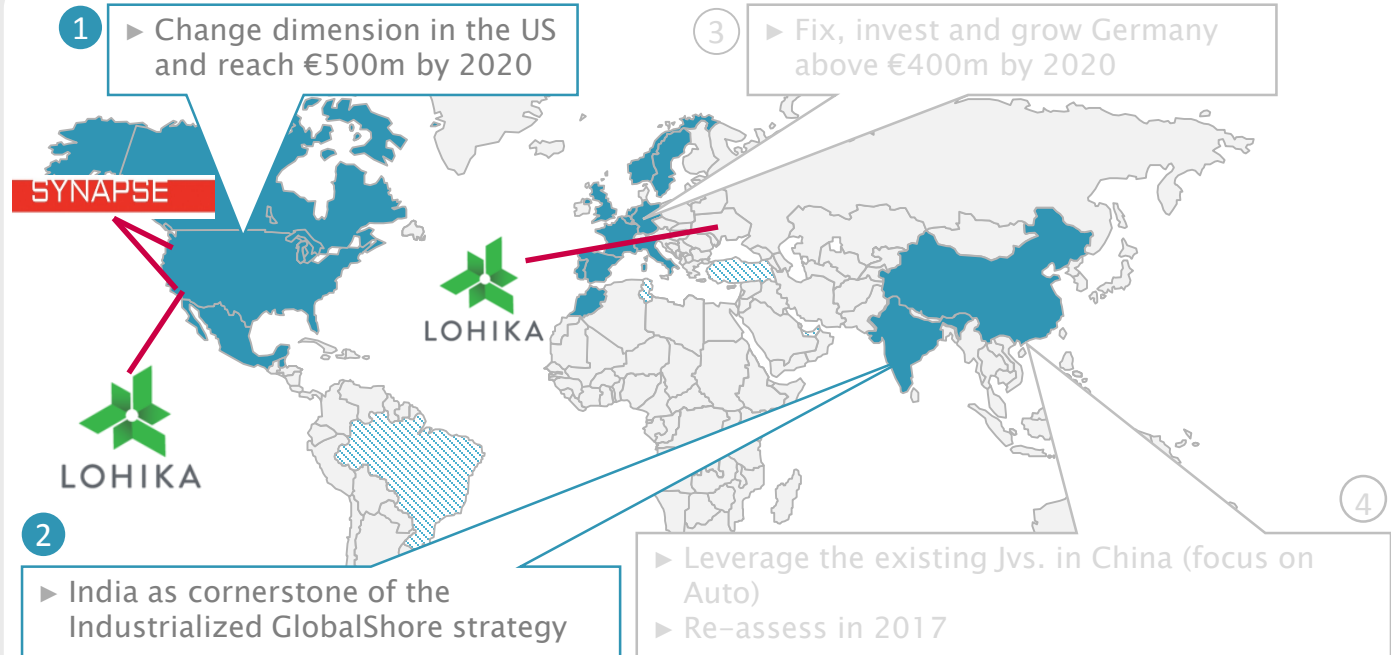 1
► Change dimension in the US
and reach €500m by 2020
3
► Fix, invest and grow Germany
above €400m by 2020
SYNAPSE
LOHIKA
LOHIKA
2
► India as cornerstone of the
Industrialized GlobalShore strategy
4
► Leverage the existing Jvs. in China (focus on
Auto)
► Re-assess in 2017